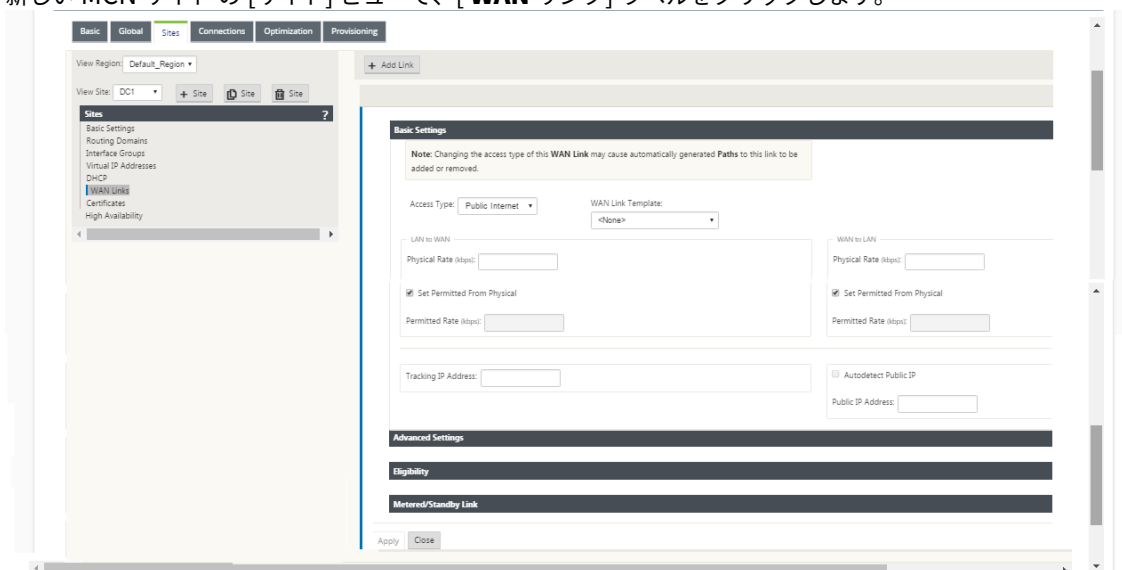 新しい MCN サイトの [サイト] ビューで、[ WAN リンク] ラベルをクリックします。
Basic Global Sites Connections Optimization Provisioning
View Region: Default_Region
+ Add Link
View Site: DC1 + Site Site Site
Sites ?
Basic Settings
Routing Domains
Interface Groups
Virtual IP Addresses
DHCP
WAN Links
Certificates
High Availability
Basic Settings
Note: Changing the access type of this WAN Link may cause automatically generated Paths to this link to be
added or removed.
Access Type: Public Internet WAN Link Template:
<None>
LAN to WAN WAN to LAN
Physical Rate (kbps): Physical Rate (kbps):
Set Permitted From Physical Set Permitted From Physical
Permitted Rate (kbps): Permitted Rate (kbps):
Tracking IP Address: Autodetect Public IP
Public IP Address:
Advanced Settings
Eligibility
Metered/Standby Link
Apply Close